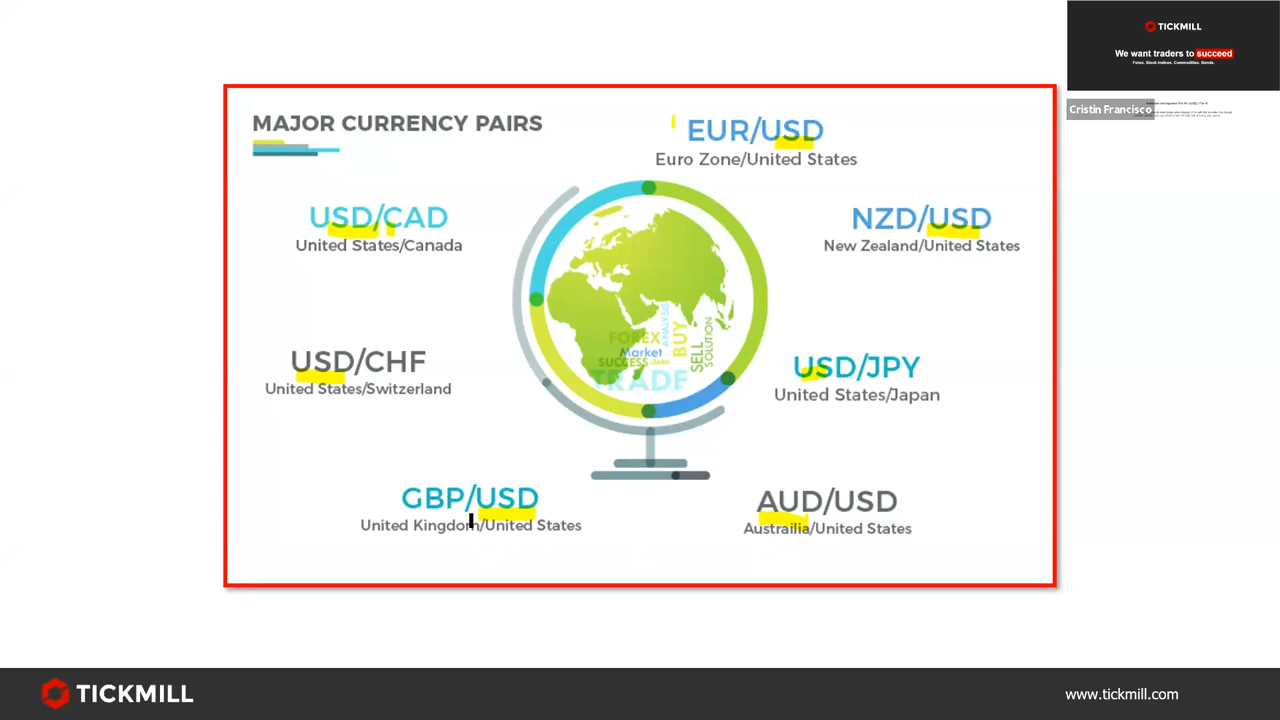 TICKMILL
We want traders to succeed
Forex. Stock Indices. Commodities. Bonds.
Cristin Francisco
MAJOR CURRENCY PAIRS
EUR/USD
Euro Zone/United States
USD/CAD
United States/Canada
NZD/USD
New Zealand/United States
FOREX
Market
SUCCESS
TRADE
ANALYSIS
BUY
SELL
SOLUTION
USD/CHF
United States/Switzerland
USD/JPY
United States/Japan
GBP/USD
United Kingdom/United States
AUD/USD
Austrailia/United States
TICKMILL
www.tickmill.com